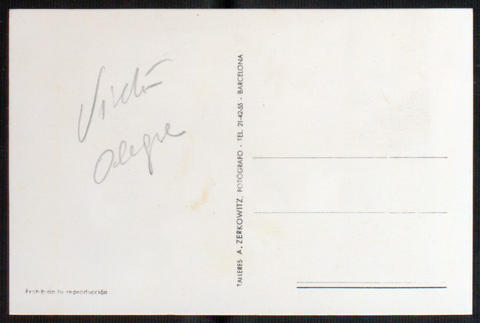 alegre
TALLERES A. ZERKOWITZ, FOTÓGRAFO - TEL. 21-42-55 - BARCELONA
Prohibida la reproducción